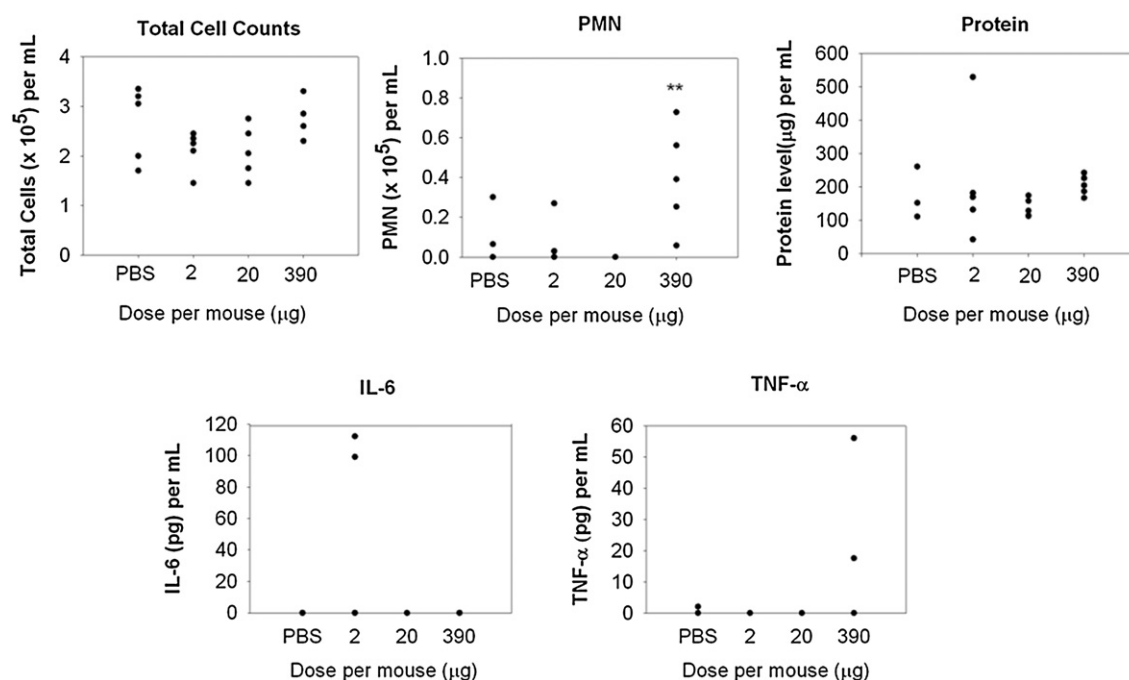 Total Cell Counts
Total Cells (x 10⁵) per mL
4
3
2
1
0
PBS 2 20 390
Dose per mouse (μg)
PMN
PMN (x 10⁵) per mL
1.0
0.8
0.6
0.4
0.2
0.0
**
PBS 2 20 390
Dose per mouse (μg)
Protein
Protein level(μg) per mL
600
500
400
300
200
100
0
PBS 2 20 390
Dose per mouse (μg)
IL-6
IL-6 (pg) per mL
120
100
80
60
40
20
0
PBS 2 20 390
Dose per mouse (μg)
TNF-α
TNF-α (pg) per mL
60
50
40
30
20
10
0
PBS 2 20 390
Dose per mouse (μg)